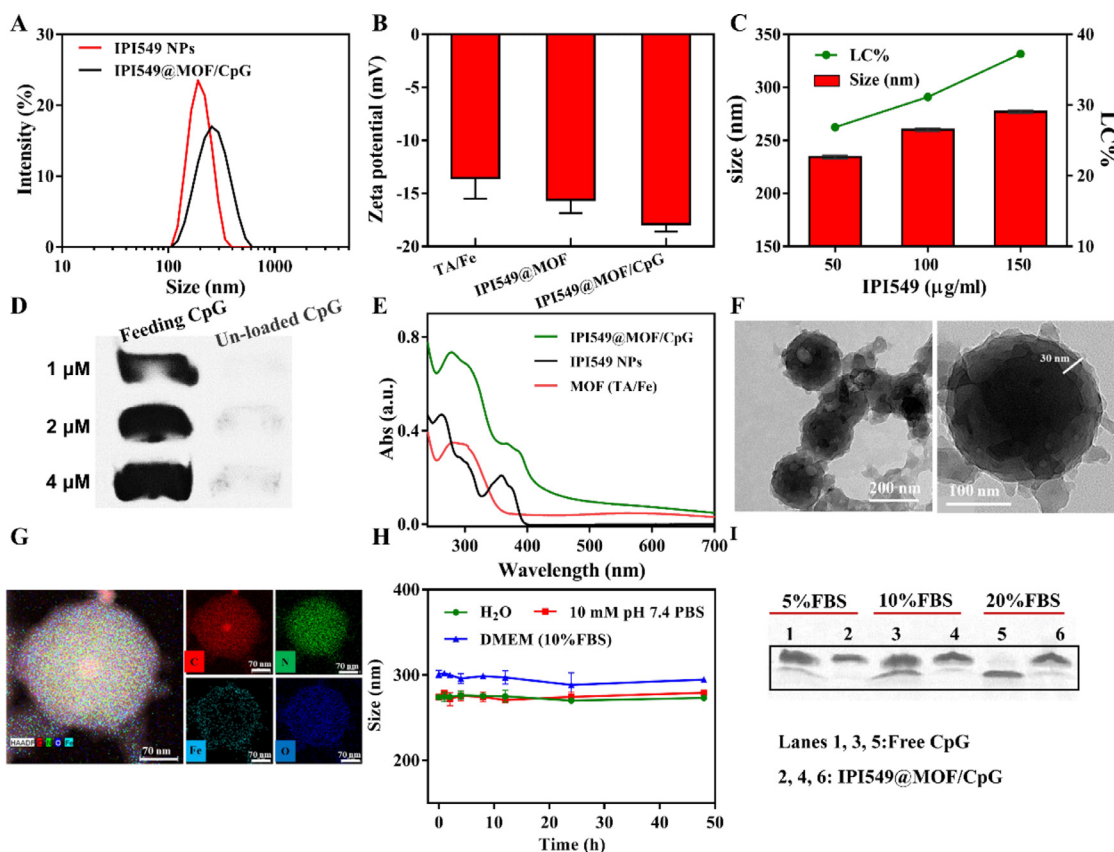 A
Intensity (%)
30
20
10
0
IPI549 NPs
IPI549@MOF/CpG
10
100
1000
Size (nm)
B
Zeta potential (mV)
0
-5
-10
-15
-20
TA/Fe
IPI549@MOF
IPI549@MOF/CpG
C
size (nm)
350
300
250
200
150
LC%
Size (nm)
40
30
20
10
LC%
50
100
150
IPI549 (μg/ml)
D
Feeding CpG
Un-loaded CpG
1 μM
2 μM
4 μM
E
Abs (a.u.)
0.8
0.4
0.0
IPI549@MOF/CpG
IPI549 NPs
MOF (TA/Fe)
300
400
500
600
700
Wavelength (nm)
F
200 nm
30 nm
100 nm
G
HAADF C N O Fe
70 nm
C
70 nm
N
70 nm
Fe
70 nm
O
70 nm
H
Size (nm)
400
300
200
H₂O
10 mM pH 7.4 PBS
DMEM (10%FBS)
0
10
20
30
40
50
Time (h)
I
5%FBS 10%FBS 20%FBS
1 2 3 4 5 6
Lanes 1, 3, 5:Free CpG
2, 4, 6: IPI549@MOF/CpG